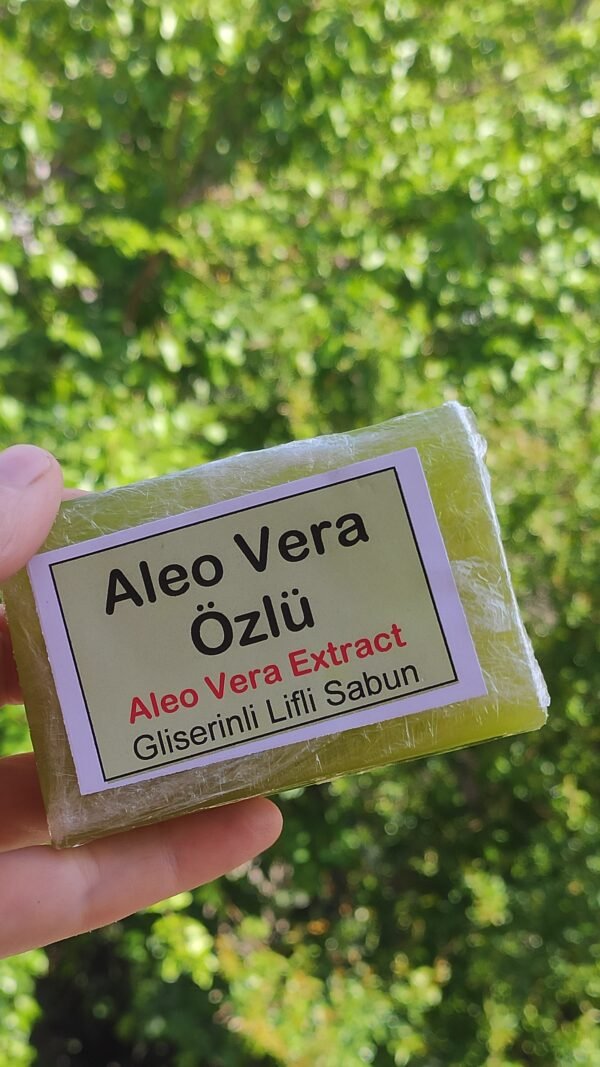 Aleo Vera
Özlü
Aleo Vera Extract
Gliserinli Lifli Sabun